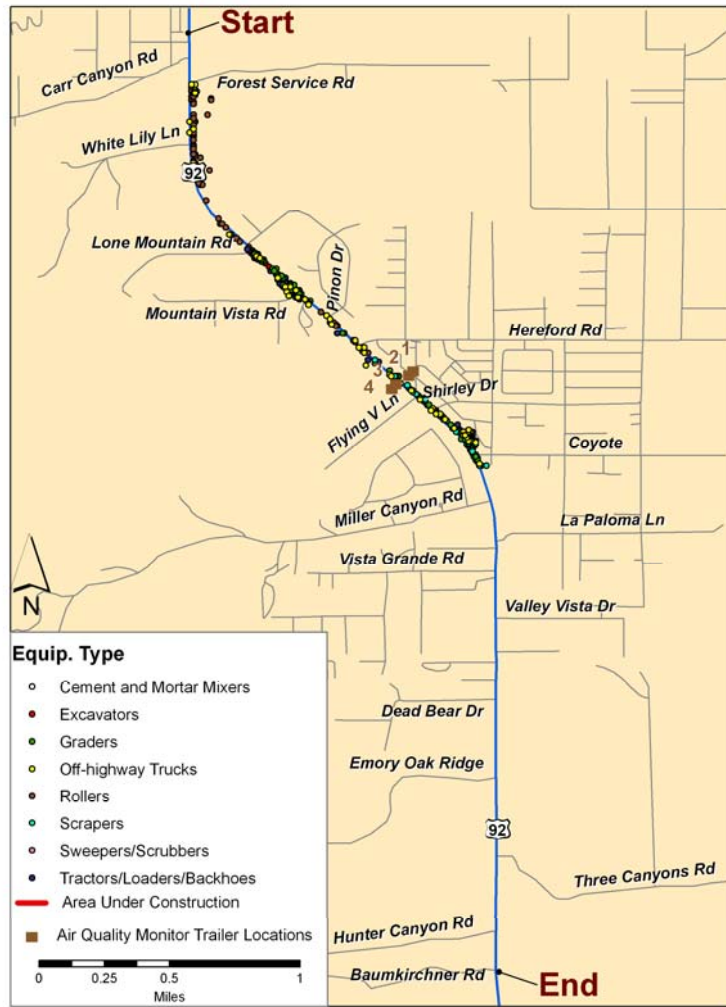 Start
Carr Canyon Rd
Forest Service Rd
White Lily Ln
92
Lone Mountain Rd
Pinon Dr
Mountain Vista Rd
Hereford Rd
1
2
3
4
Shirley Dr
Flying V Ln
Coyote
Miller Canyon Rd
La Paloma Ln
Vista Grande Rd
N
Valley Vista Dr
Equip. Type
Cement and Mortar Mixers
Excavators
Graders
Off-highway Trucks
Rollers
Scrapers
Sweepers/Scrubbers
Tractors/Loaders/Backhoes
Area Under Construction
Air Quality Monitor Trailer Locations
0 0.25 0.5 1
Miles
Dead Bear Dr
Emory Oak Ridge
92
Three Canyons Rd
Hunter Canyon Rd
Baumkirchner Rd
End